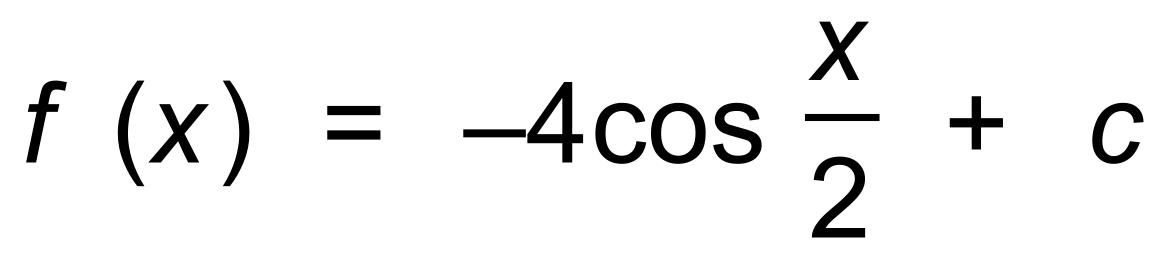 f (x) = –4cos x/2 + c